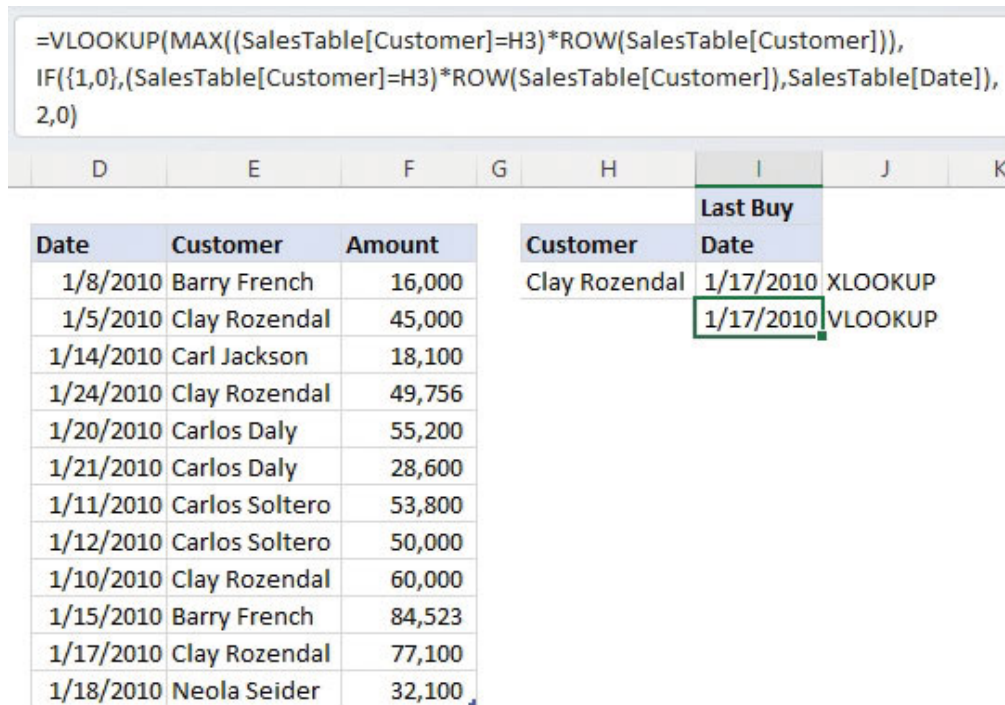 =VLOOKUP(MAX((SalesTable[Customer]=H3)*ROW(SalesTable[Customer])),
IF({1,0},(SalesTable[Customer]=H3)*ROW(SalesTable[Customer]),SalesTable[Date]),
2,0)
D E F G H I J K
Last Buy
Date Customer Amount Customer Date
1/8/2010 Barry French 16,000 Clay Rozendal 1/17/2010 XLOOKUP
1/5/2010 Clay Rozendal 45,000 1/17/2010 VLOOKUP
1/14/2010 Carl Jackson 18,100
1/24/2010 Clay Rozendal 49,756
1/20/2010 Carlos Daly 55,200
1/21/2010 Carlos Daly 28,600
1/11/2010 Carlos Soltero 53,800
1/12/2010 Carlos Soltero 50,000
1/10/2010 Clay Rozendal 60,000
1/15/2010 Barry French 84,523
1/17/2010 Clay Rozendal 77,100
1/18/2010 Neola Seider 32,100